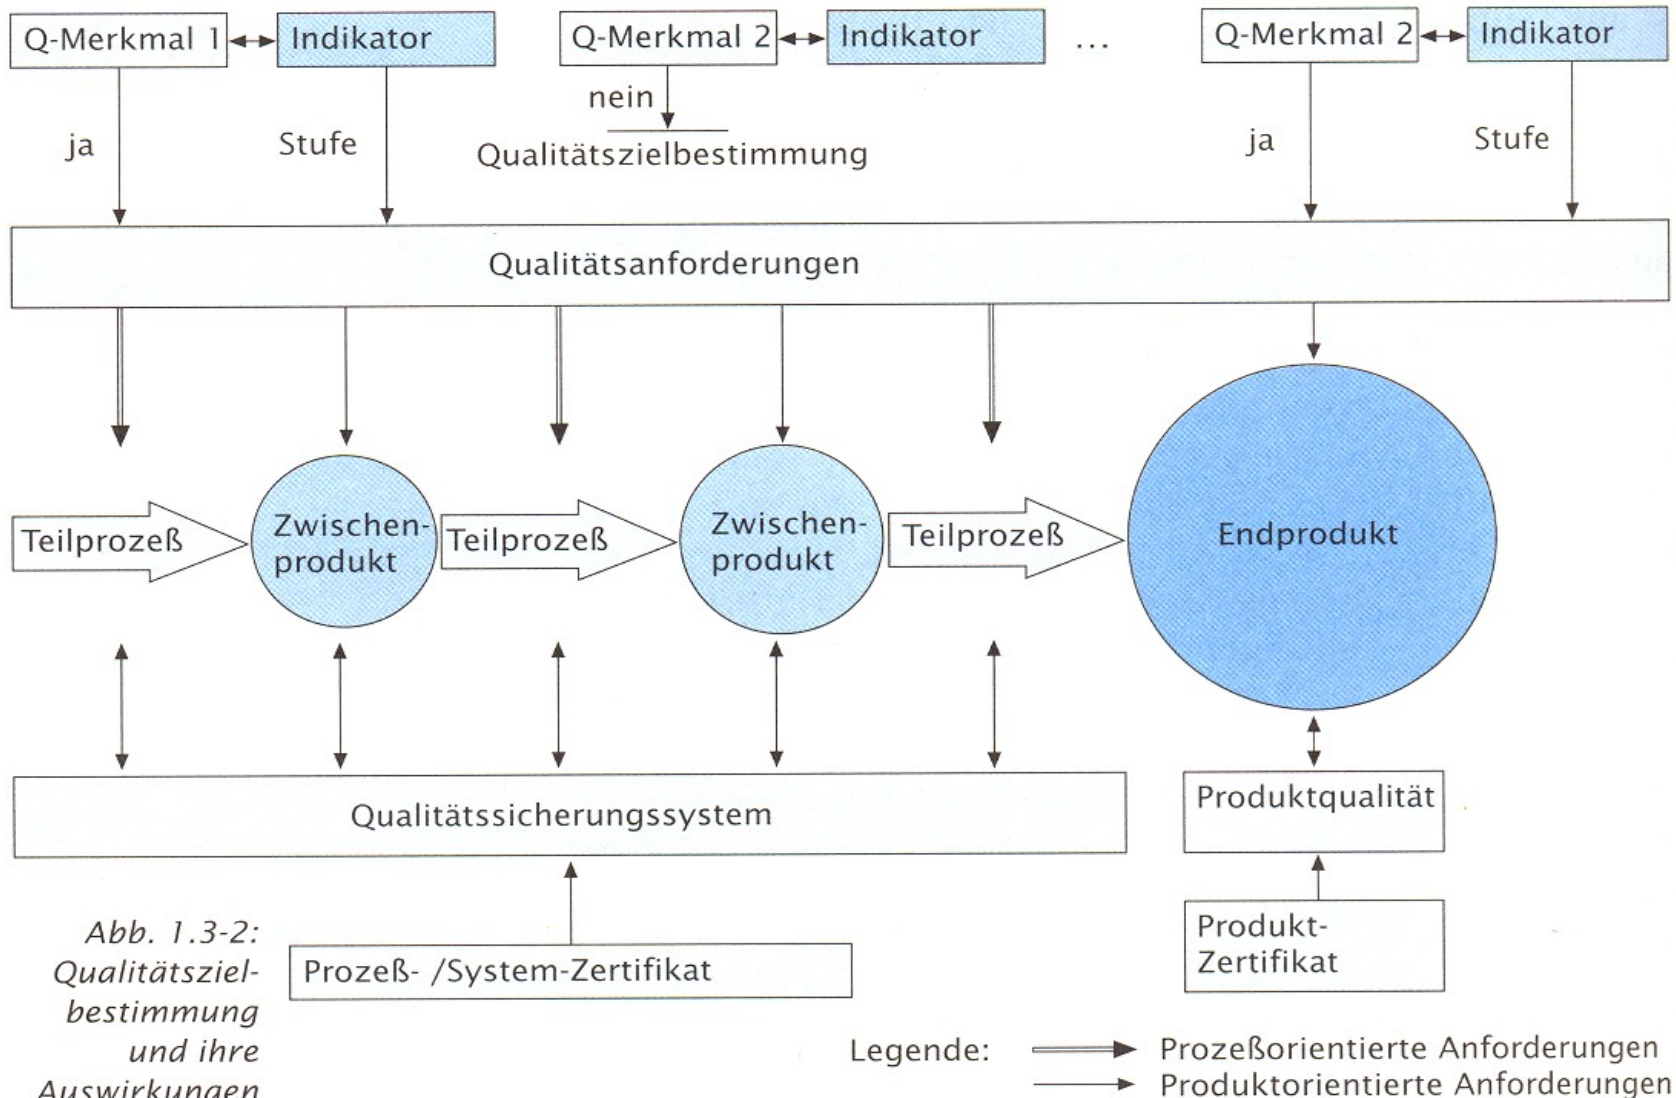 Q-Merkmal 1
Indikator
Q-Merkmal 2
Indikator
...
Q-Merkmal 2
Indikator
nein
ja
Stufe
Qualitätszielbestimmung
ja
Stufe
Qualitätsanforderungen
Teilprozeß
Zwischen-
produkt
Teilprozeß
Zwischen-
produkt
Teilprozeß
Endprodukt
Qualitätssicherungssystem
Produktqualität
Prozeß- /System-Zertifikat
Produkt-
Zertifikat
Abb. 1.3-2:
Qualitätsziel-
bestimmung
und ihre
Auswirkungen
Legende:
Prozeßorientierte Anforderungen
Produktorientierte Anforderungen